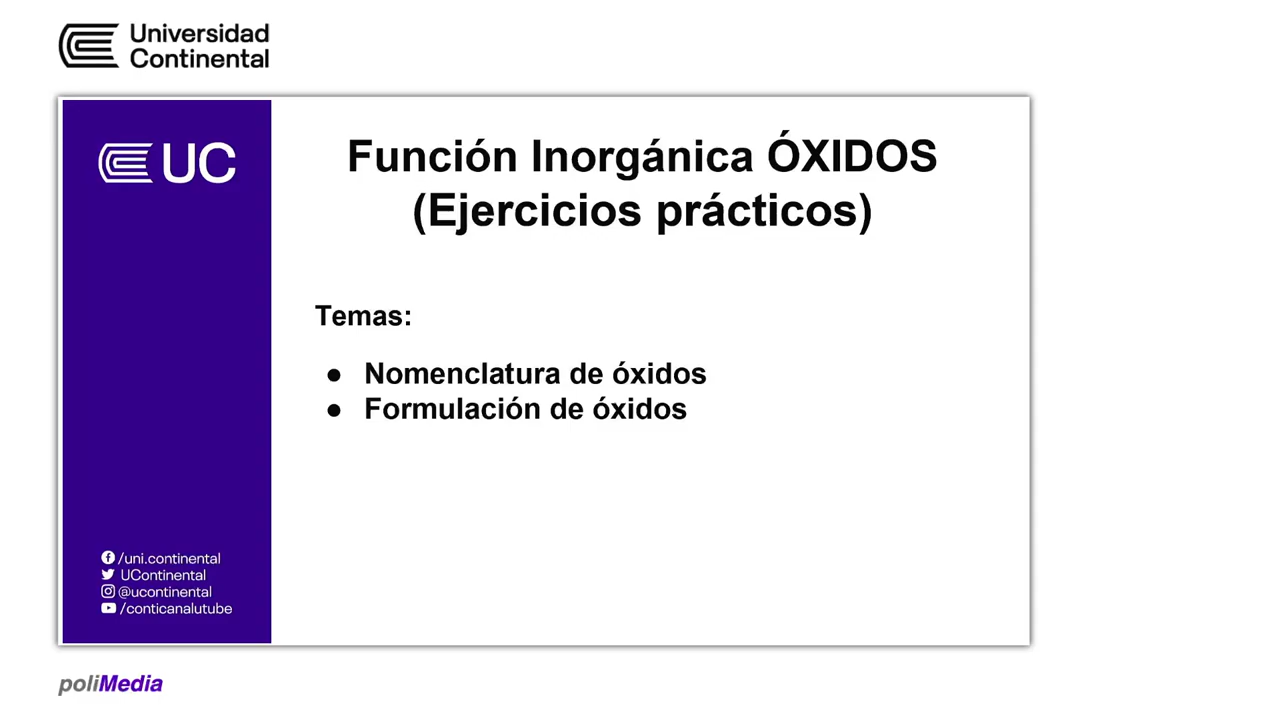 Universidad
Continental
UC
Función Inorgánica ÓXIDOS
(Ejercicios prácticos)
Temas:
● Nomenclatura de óxidos
● Formulación de óxidos
/uni.continental
UContinental
@ucontinental
/conticanalutube
poliMedia